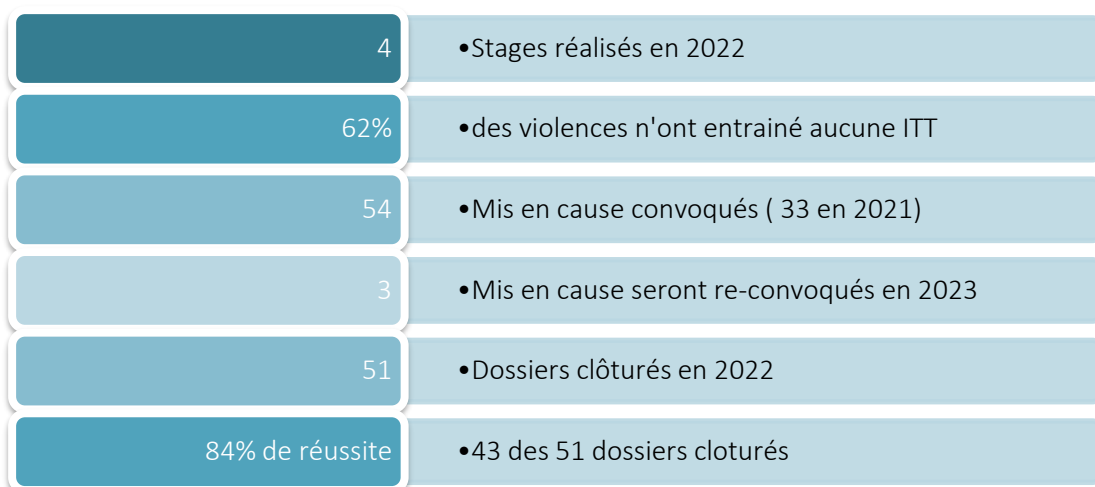 4 •Stages réalisés en 2022
62% •des violences n'ont entrainé aucune ITT
54 •Mis en cause convoqués ( 33 en 2021)
3 •Mis en cause seront re-convoqués en 2023
51 •Dossiers clôturés en 2022
84% de réussite •43 des 51 dossiers cloturés